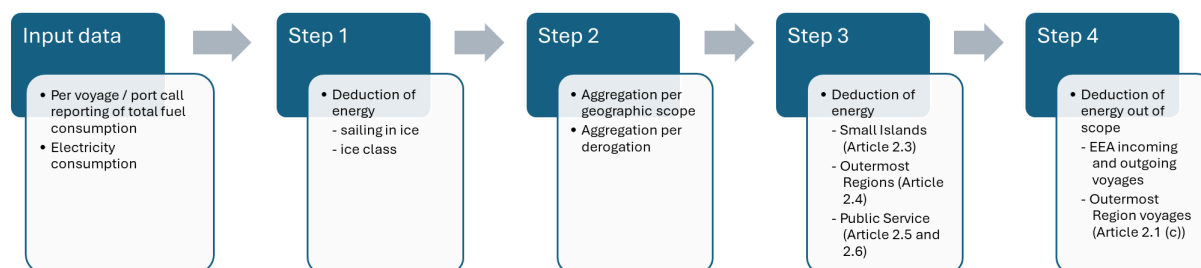 Input data
• Per voyage / port call
reporting of total fuel
consumption
• Electricity
consumption
Step 1
• Deduction of
energy
- sailing in ice
- ice class
Step 2
• Aggregation per
geographic scope
• Aggregation per
derogation
Step 3
• Deduction of
energy
- Small Islands
(Article 2.3)
- Outermost
Regions (Article
2.4)
- Public Service
(Article 2.5 and
2.6)
Step 4
• Deduction of
energy out of
scope
- EEA incoming
and outgoing
voyages
- Outermost
Region voyages
(Article 2.1 (c))